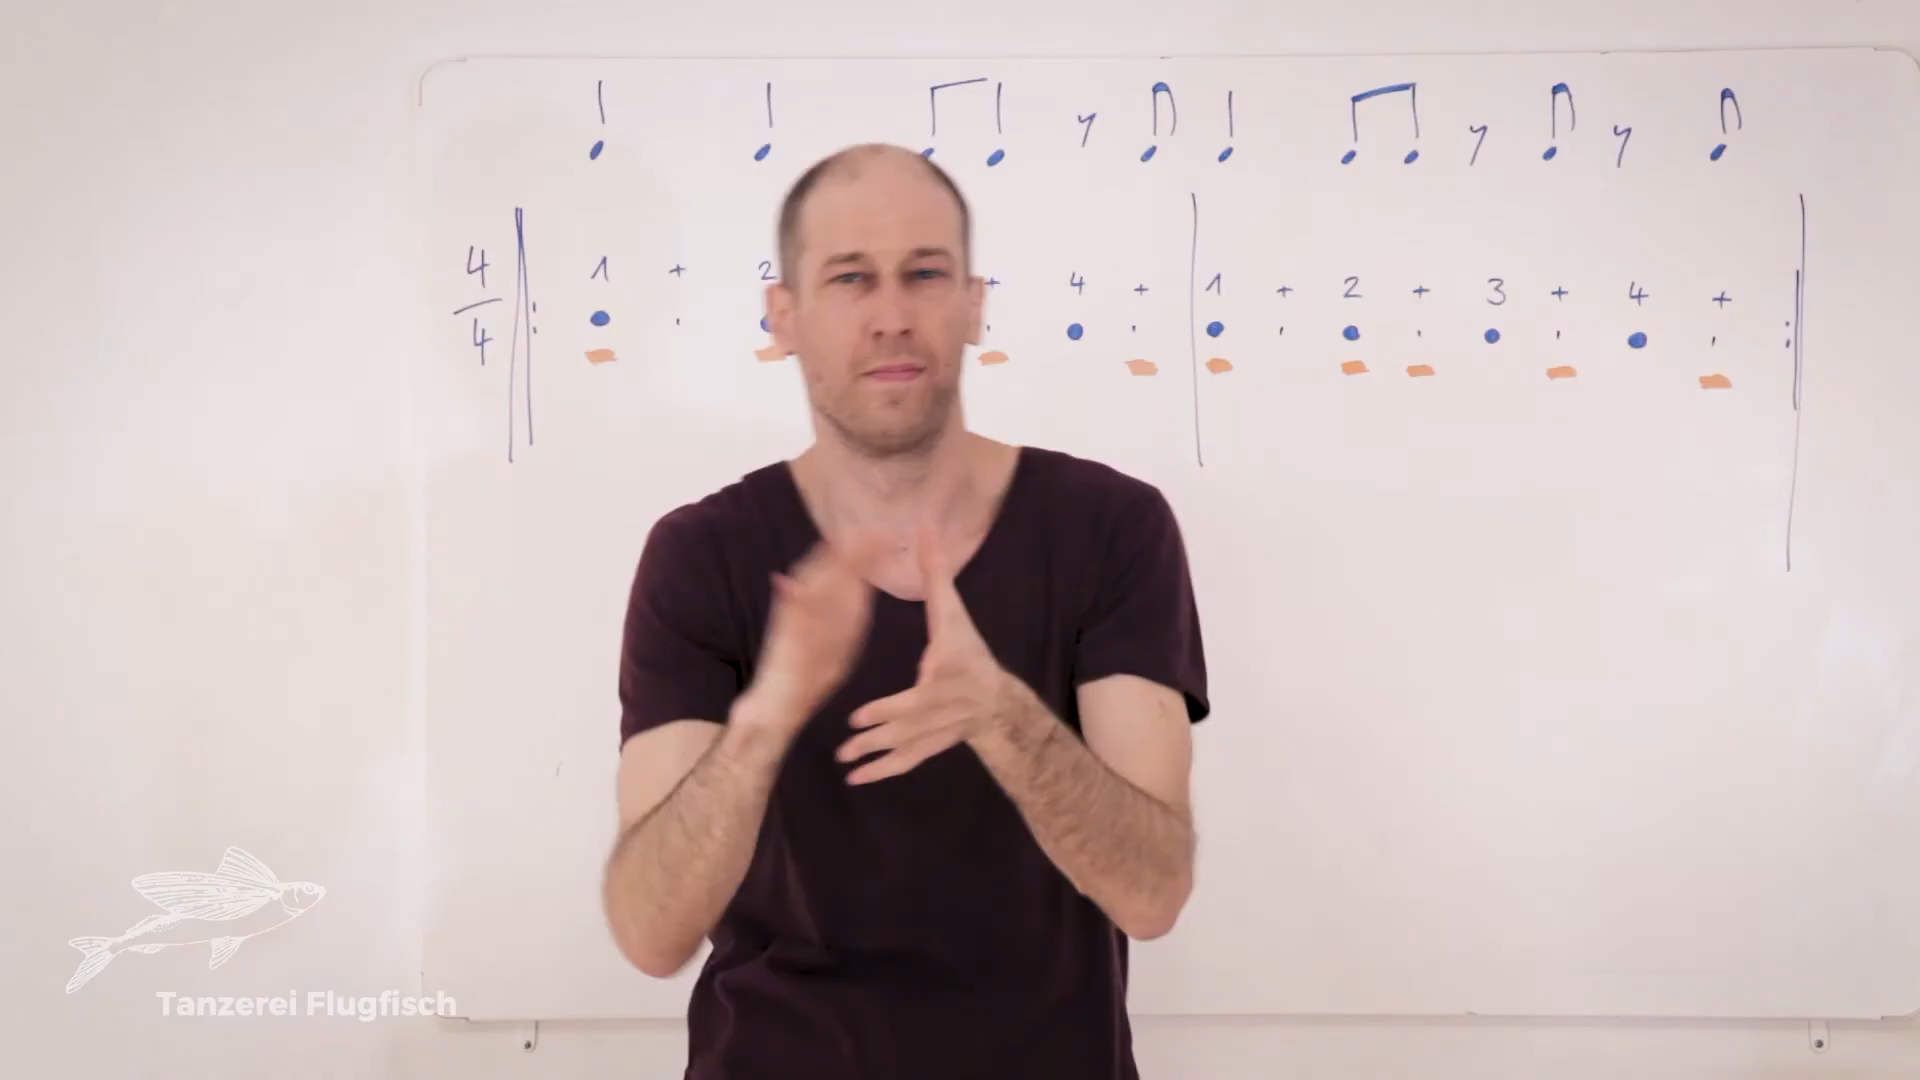 4/4 1 + 2 + 4 + 1 + 2 + 3 + 4 +
Tanzerei Flugfisch